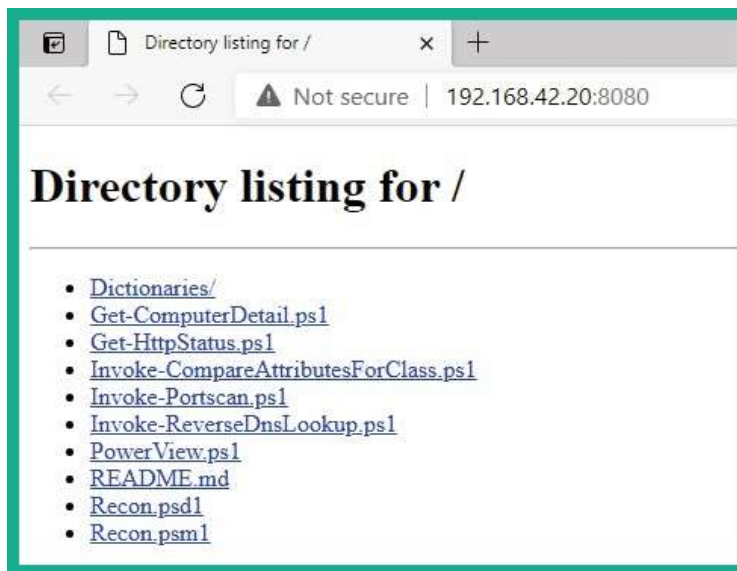 Directory listing for /
Not secure | 192.168.42.20:8080
Directory listing for /
Dictionaries/
Get-ComputerDetail.ps1
Get-HttpStatus.ps1
Invoke-CompareAttributesForClass.ps1
Invoke-Portscan.ps1
Invoke-ReverseDnsLookup.ps1
PowerView.ps1
README.md
Recon.psd1
Recon.psm1